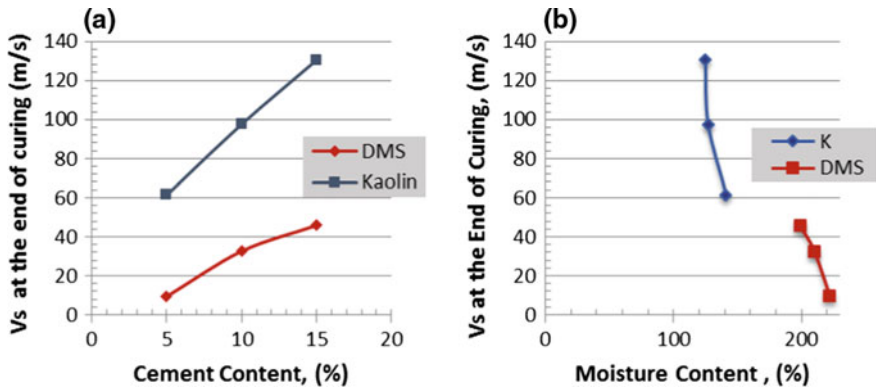 (a)
Vs at the end of curing (m/s)
140
120
100
80
60
40
20
0
0 5 10 15 20
Cement Content, (%)
DMS
Kaolin
(b)
Vs at the End of Curing, (m/s)
140
120
100
80
60
40
20
0
0 100 200
Moisture Content , (%)
K
DMS